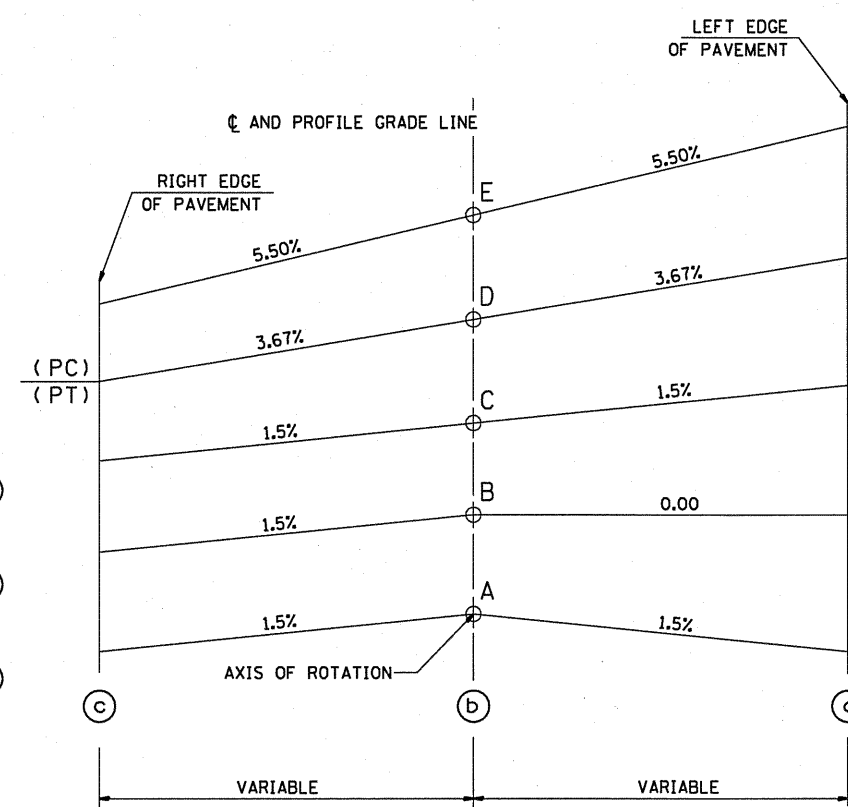 LEFT EDGE
OF PAVEMENT
℄ AND PROFILE GRADE LINE
RIGHT EDGE
OF PAVEMENT
5.50%
E
5.50%
3.67%
D
3.67%
(PC)
(PT)
1.5%
C
1.5%
1.5%
B
0.00
1.5%
A
1.5%
AXIS OF ROTATION
c
b
VARIABLE
VARIABLE